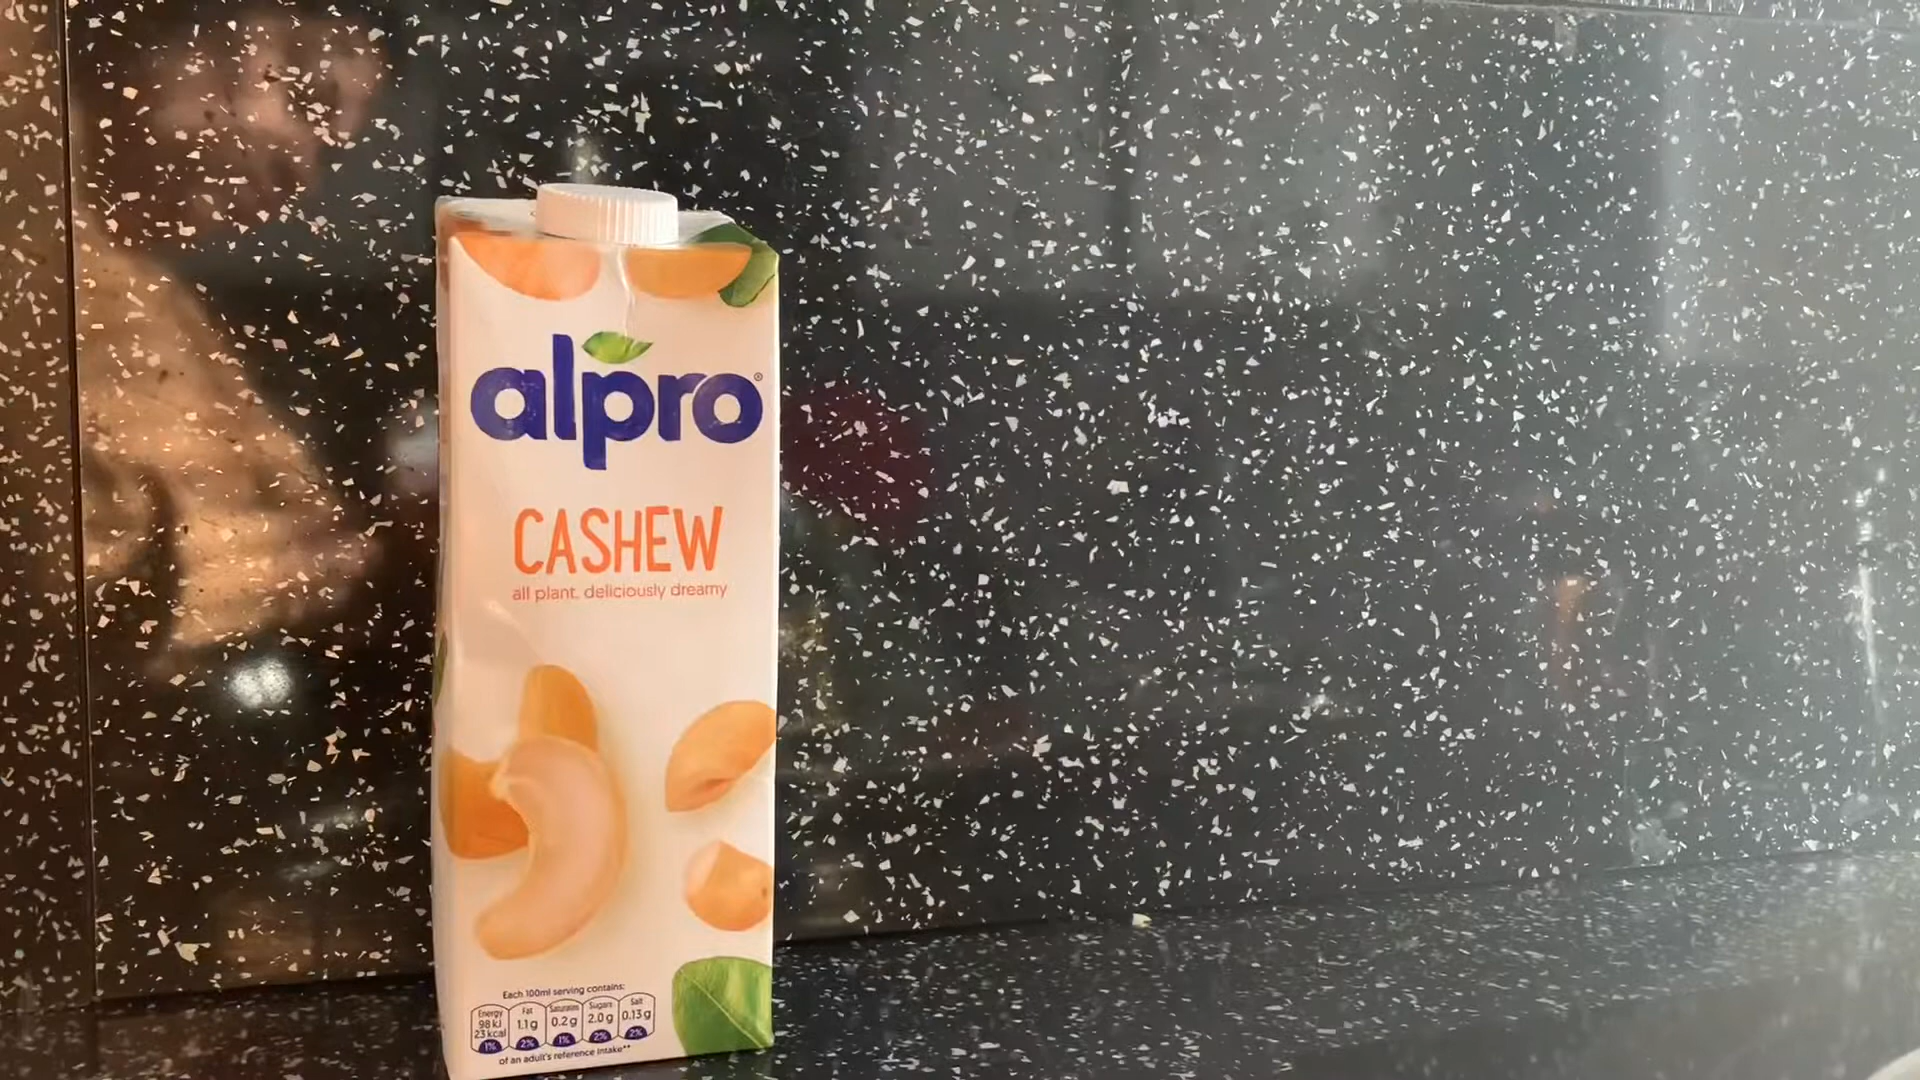 alpro®
CASHEW
all plant, deliciously dreamy
Each 100ml serving contains:
Energy Fat Saturates Sugars Salt
98 kJ 1.1g 0.2g 2.0g 0.13g
23 kcal
1% 2% 1% 2% 2%
of an adult's reference intake**